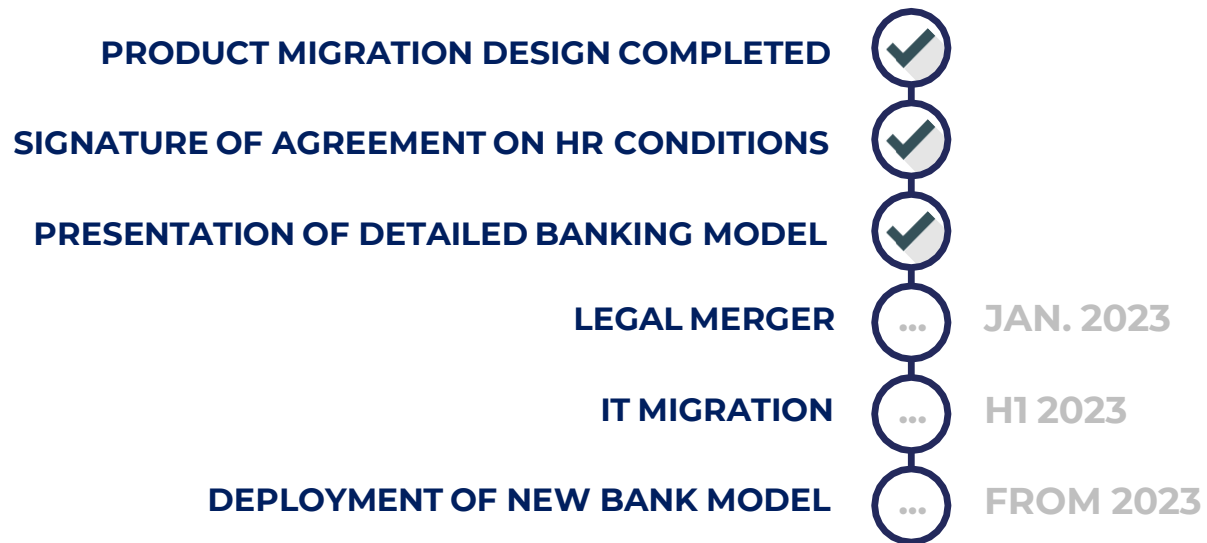 PRODUCT MIGRATION DESIGN COMPLETED
SIGNATURE OF AGREEMENT ON HR CONDITIONS
PRESENTATION OF DETAILED BANKING MODEL
LEGAL MERGER ... JAN. 2023
IT MIGRATION ... H1 2023
DEPLOYMENT OF NEW BANK MODEL ... FROM 2023